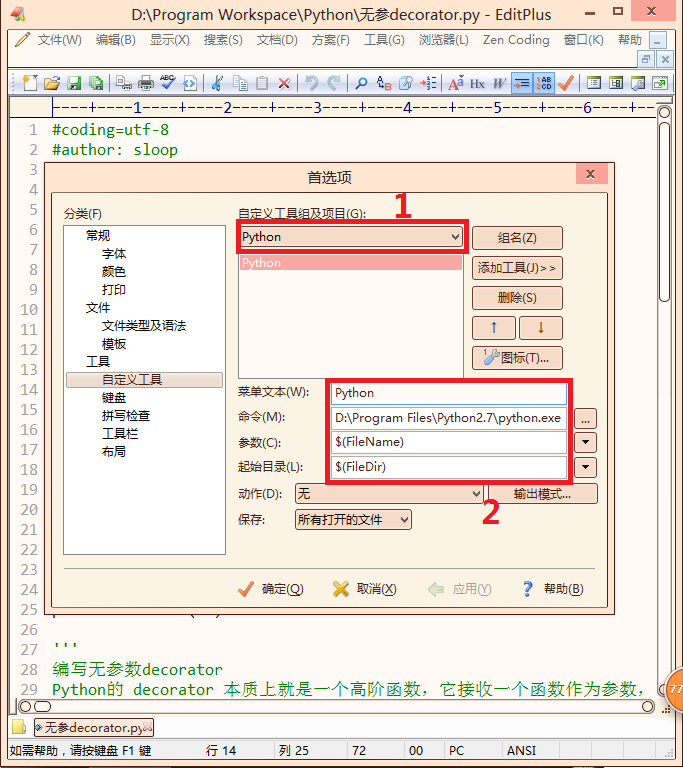 D:\Program Workspace\Python\无参decorator.py - EditPlus
文件(W) 编辑(B) 显示(X) 搜索(S) 文档(D) 方案(F) 工具(G) 浏览器(L) Zen Coding 窗口(K) 帮助
----+----1----+----2----+----3----+----4----+----5----+----6----+--
1 #coding=utf-8
2 #author: sloop
3
4
5
6
7
8
9
10
11
12
13
14
15
16
17
18
19
20
21
22
23
24
25
26
27 '''
28 编写无参数decorator
29 Python的 decorator 本质上就是一个高阶函数，它接收一个函数作为参数，
首选项
分类(F)
常规
字体
颜色
打印
文件
文件类型及语法
模板
工具
自定义工具
键盘
拼写检查
工具栏
布局
1
自定义工具组及项目(G):
Python
组名(Z)
Python
添加工具(J)>>
删除(S)
↑ ↓
图标(T)...
菜单文本(W): Python
命令(M): D:\Program Files\Python2.7\python.exe ...
参数(C): $(FileName)
起始目录(L): $(FileDir)
动作(D): 无 输出模式...
2
保存: 所有打开的文件
确定(Q) 取消(X) 应用(Y) 帮助(B)
77
无参decorator.py
如需帮助，请按键盘 F1 键 行 14 列 25 72 00 PC ANSI